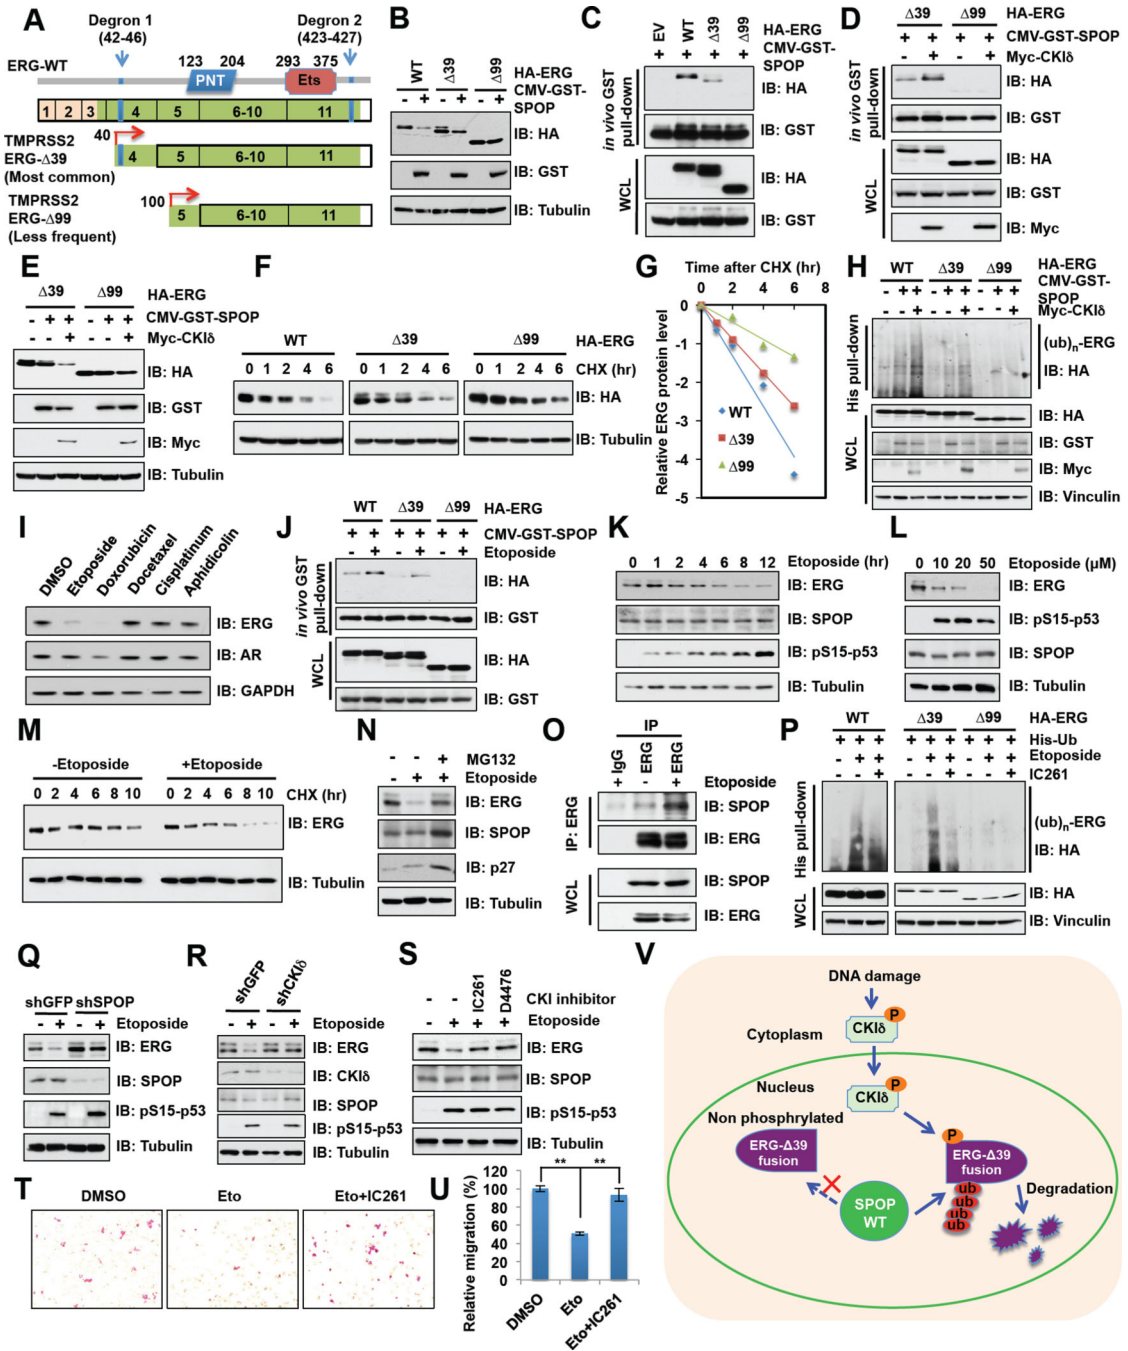 A
Degron 1
(42-46)
Degron 2
(423-427)
ERG-WT
123 204
293 375
PNT
Ets
1 2 3 4 5 6-10 11
TMPRSS2
ERG-Δ39
(Most common)
40
4 5 6-10 11
TMPRSS2
ERG-Δ99
(Less frequent)
100
5 6-10 11
B
WT Δ39 Δ99 HA-ERG
- + - + - + CMV-GST-SPOP
IB: HA
IB: GST
IB: Tubulin
C
EV WT Δ39 Δ99 HA-ERG
+ + + + CMV-GST-SPOP
in vivo GST pull-down
IB: HA
IB: GST
WCL
IB: HA
IB: GST
D
Δ39 Δ99 HA-ERG
+ + + + CMV-GST-SPOP
- + - + Myc-CKIδ
in vivo GST pull-down
IB: HA
IB: GST
WCL
IB: HA
IB: GST
IB: Myc
E
Δ39 Δ99 HA-ERG
- + + - + + CMV-GST-SPOP
- - + - - + Myc-CKIδ
IB: HA
IB: GST
IB: Myc
IB: Tubulin
F
WT Δ39 Δ99 HA-ERG
0 1 2 4 6 0 1 2 4 6 0 1 2 4 6 CHX (hr)
IB: HA
IB: Tubulin
G
Time after CHX (hr)
0 2 4 6 8
Relative ERG protein level
0
-1
-2
-3
-4
-5
WT
Δ39
Δ99
H
WT Δ39 Δ99 HA-ERG
- + + - + + - + + CMV-GST-SPOP
- - + - - + - - + Myc-CKIδ
His pull-down
(ub)n-ERG
IB: HA
WCL
IB: HA
IB: GST
IB: Myc
IB: Vinculin
I
DMSO
Etoposide
Doxorubicin
Docetaxel
Cisplatinum
Aphidicolin
IB: ERG
IB: AR
IB: GAPDH
J
WT Δ39 Δ99 HA-ERG
+ + + + + + CMV-GST-SPOP
- + - + - + Etoposide
in vivo GST pull-down
IB: HA
IB: GST
WCL
IB: HA
IB: GST
K
0 1 2 4 6 8 12 Etoposide (hr)
IB: ERG
IB: SPOP
IB: pS15-p53
IB: Tubulin
L
Etoposide (μM)
0 10 20 50
IB: ERG
IB: pS15-p53
IB: SPOP
IB: Tubulin
M
-Etoposide +Etoposide
0 2 4 6 8 10 0 2 4 6 8 10 CHX (hr)
IB: ERG
IB: Tubulin
N
- - + MG132
- + + Etoposide
IB: ERG
IB: SPOP
IB: p27
IB: Tubulin
O
IP
IgG ERG ERG
+ - + Etoposide
IP: ERG
IB: SPOP
IB: ERG
WCL
IB: SPOP
IB: ERG
P
WT Δ39 Δ99 HA-ERG
+ + + + + + + + + His-Ub
- + + - + + - + + Etoposide
- - + - - + - - + IC261
His pull-down
(ub)n-ERG
IB: HA
WCL
IB: HA
IB: Vinculin
Q
shGFP shSPOP
- + - + Etoposide
IB: ERG
IB: SPOP
IB: pS15-p53
IB: Tubulin
R
shGFP shCKIδ
- + - + Etoposide
IB: ERG
IB: CKIδ
IB: SPOP
IB: pS15-p53
IB: Tubulin
S
- - IC261 D4476 CKI inhibitor
- + + + Etoposide
IB: ERG
IB: SPOP
IB: pS15-p53
IB: Tubulin
T
DMSO Eto Eto+IC261
U
Relative migration (%)
120
100
80
60
40
20
0
** **
DMSO
Eto
Eto+IC261
V
DNA damage
P
CKIδ
Cytoplasm
Nucleus
P
CKIδ
Non phosphrylated
ERG-Δ39
fusion
P
ERG-Δ39
fusion
SPOP
WT
ub
ub
ub
ub
Degradation